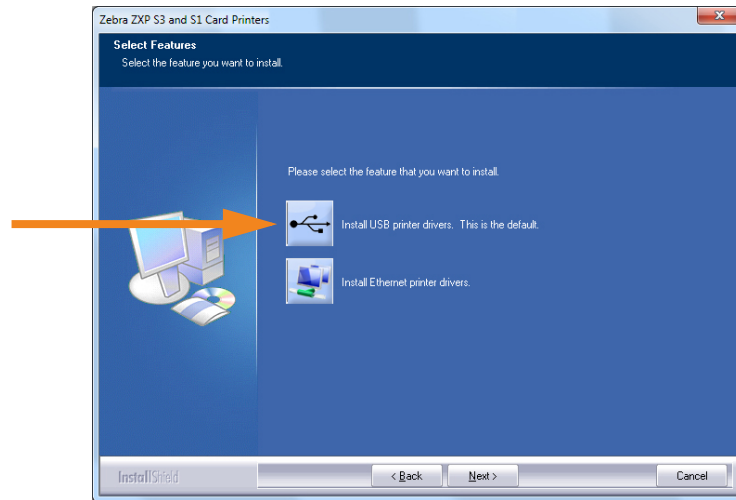 Zebra ZXP S3 and S1 Card Printers
Select Features
Select the feature you want to install.
Please select the feature that you want to install.
Install USB printer drivers.  This is the default.
Install Ethernet printer drivers.
InstallShield
< Back
Next >
Cancel